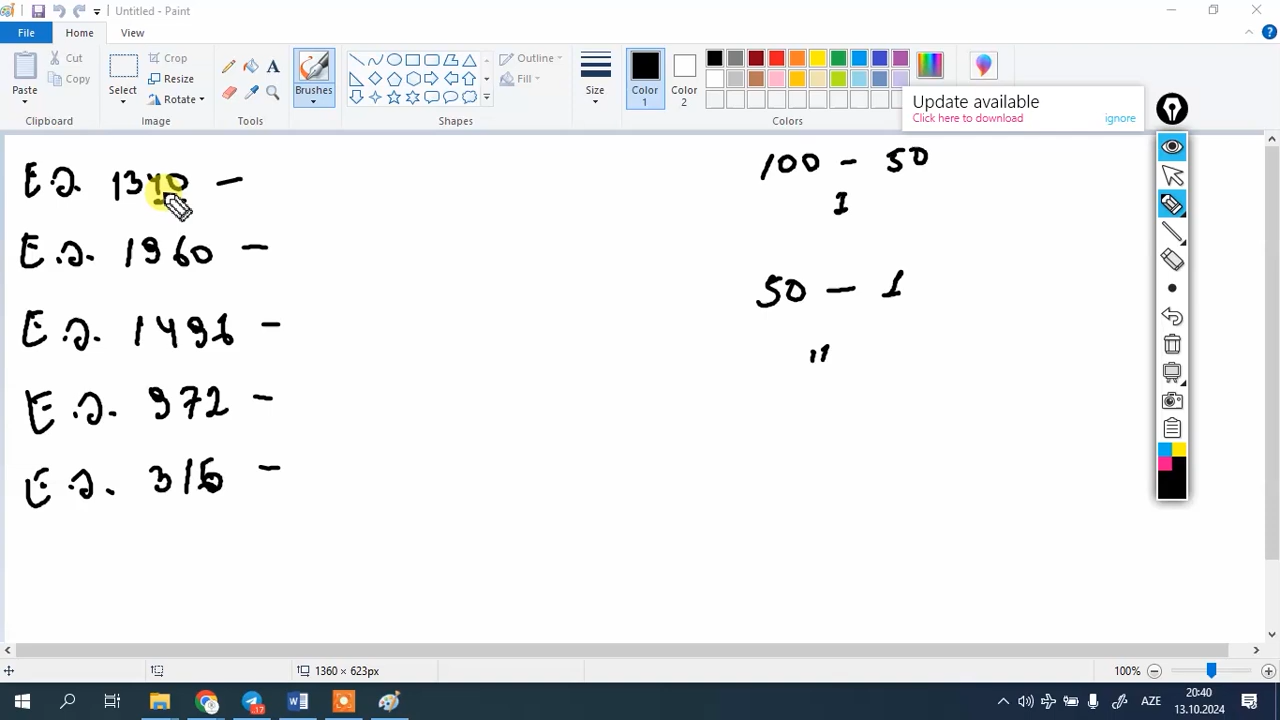 Untitled - Paint
File
Home
View
Paste
Cut
Copy
Clipboard
Select
Crop
Resize
Rotate
Image
A
Tools
Brushes
Outline
Fill
Shapes
Size
Color 1
Color 2
Colors
Update available
Click here to download
ignore
E.ə. 1340 –
E.ə. 1960 –
E.ə. 1491 –
E.ə. 972 –
E.ə. 316 –
100 – 50
I
50 – 1
II
1360 × 623px
100%
AZE
20:40
13.10.2024
17